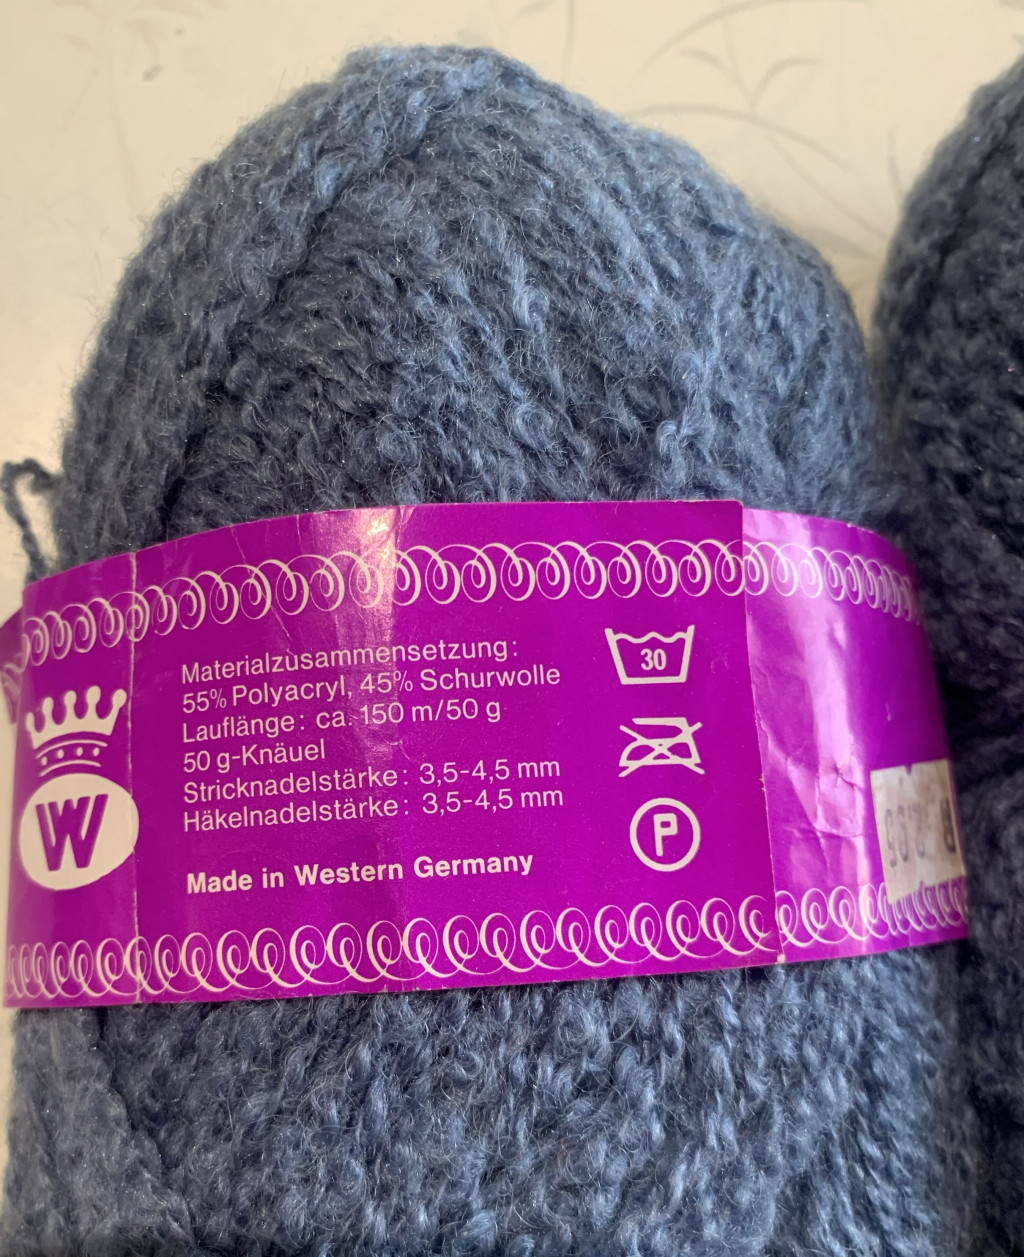 Materialzusammensetzung:
55% Polyacryl, 45% Schurwolle
Lauflänge: ca. 150 m/50 g
50 g-Knäuel
Stricknadelstärke: 3,5-4,5 mm
Häkelnadelstärke: 3,5-4,5 mm
Made in Western Germany
W
30
P